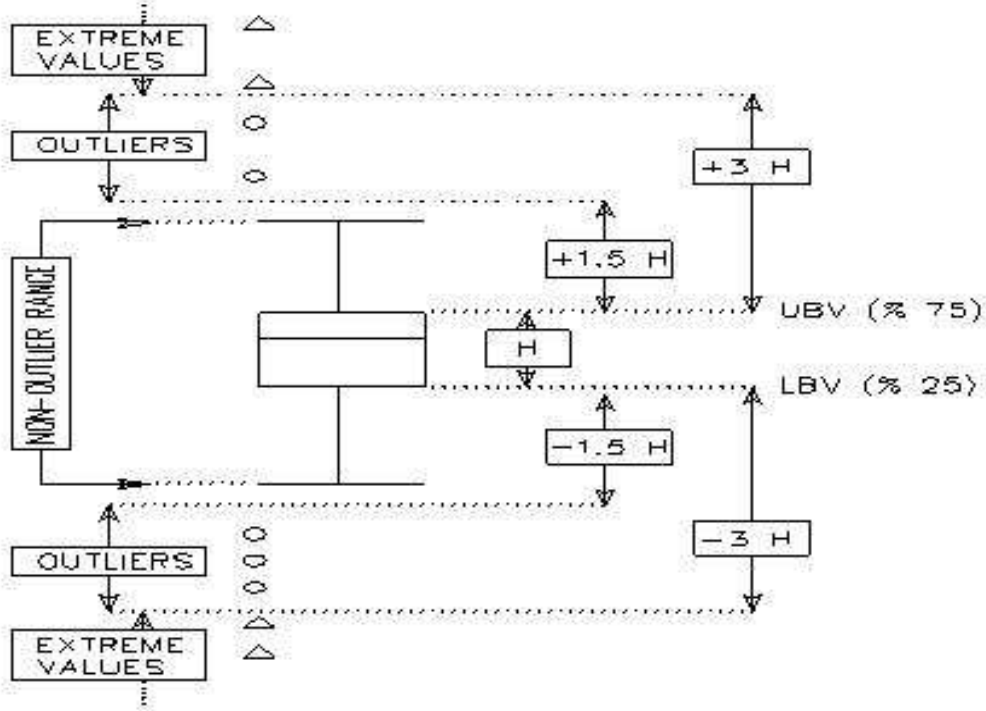 EXTREME
VALUES
OUTLIERS
+3 H
+1.5 H
NON-OUTLIER RANGE
UBV (% 75)
H
LBV (% 25)
-1.5 H
-3 H
OUTLIERS
EXTREME
VALUES